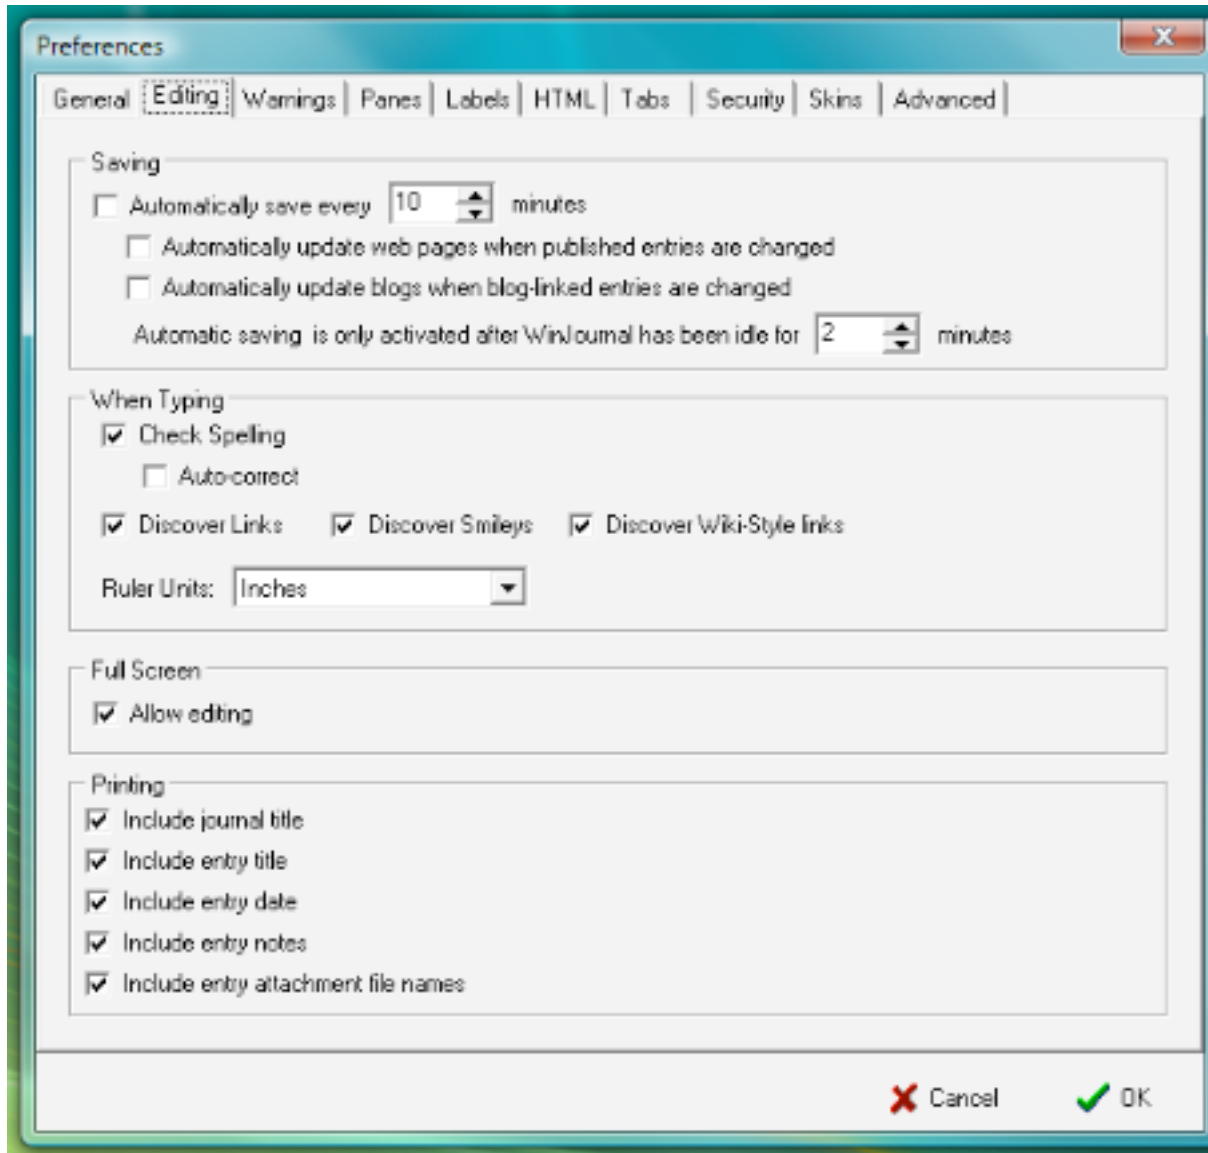 Preferences
General Editing Warnings Panes Labels HTML Tabs Security Skins Advanced
Saving
Automatically save every 10 minutes
Automatically update web pages when published entries are changed
Automatically update blogs when blog-linked entries are changed
Automatic saving is only activated after WinJournal has been idle for 2 minutes
When Typing
Check Spelling
Auto-correct
Discover Links Discover Smileys Discover Wiki-Style links
Ruler Units: Inches
Full Screen
Allow editing
Printing
Include journal title
Include entry title
Include entry date
Include entry notes
Include entry attachment file names
Cancel OK